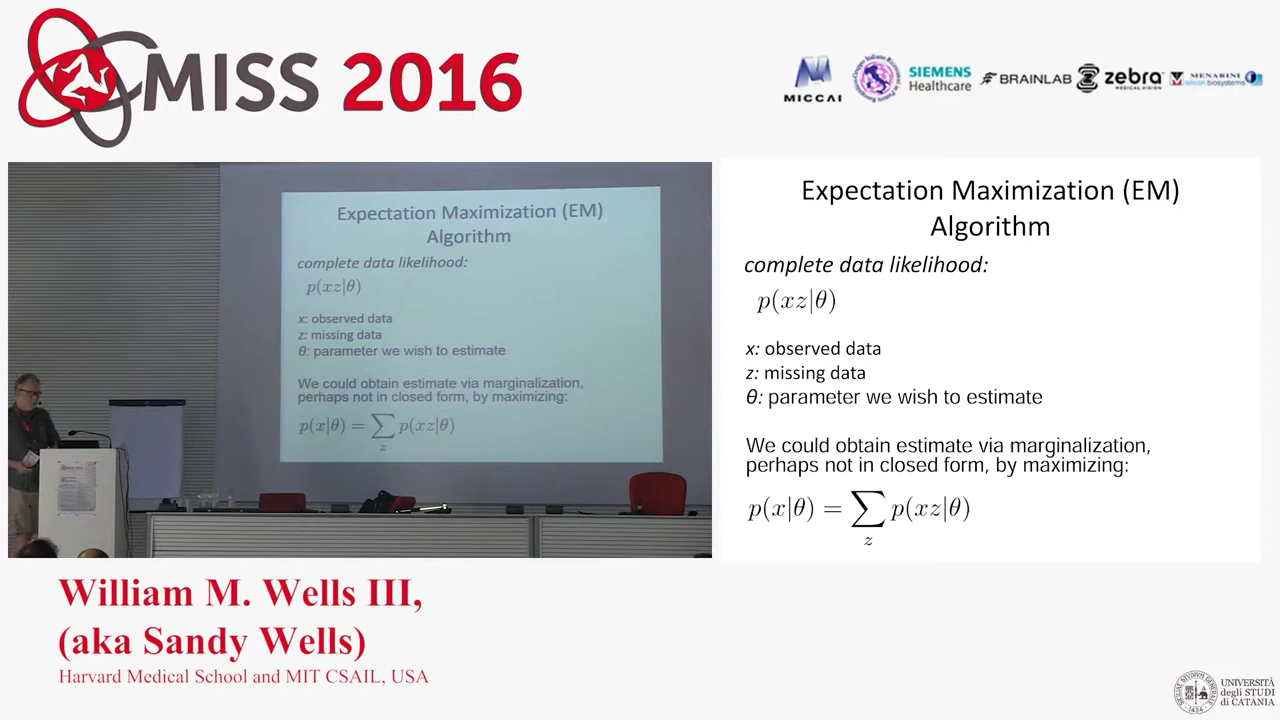 MISS 2016
MICCAI
SIEMENS
Healthcare
BRAINLAB
zebra
MEDICAL VISION
MENARINI
silicon biosystems
Expectation Maximization (EM)
Algorithm
complete data likelihood:
p(xz|θ)
x: observed data
z: missing data
θ: parameter we wish to estimate
We could obtain estimate via marginalization,
perhaps not in closed form, by maximizing:
p(x|θ) = ∑ p(xz|θ)
z
Expectation Maximization (EM)
Algorithm
complete data likelihood:
p(xz|θ)
x: observed data
z: missing data
θ: parameter we wish to estimate
We could obtain estimate via marginalization,
perhaps not in closed form, by maximizing:
p(x|θ) = ∑ p(xz|θ)
z
William M. Wells III,
(aka Sandy Wells)
Harvard Medical School and MIT CSAIL, USA
UNIVERSITÀ
degli STUDI
di CATANIA